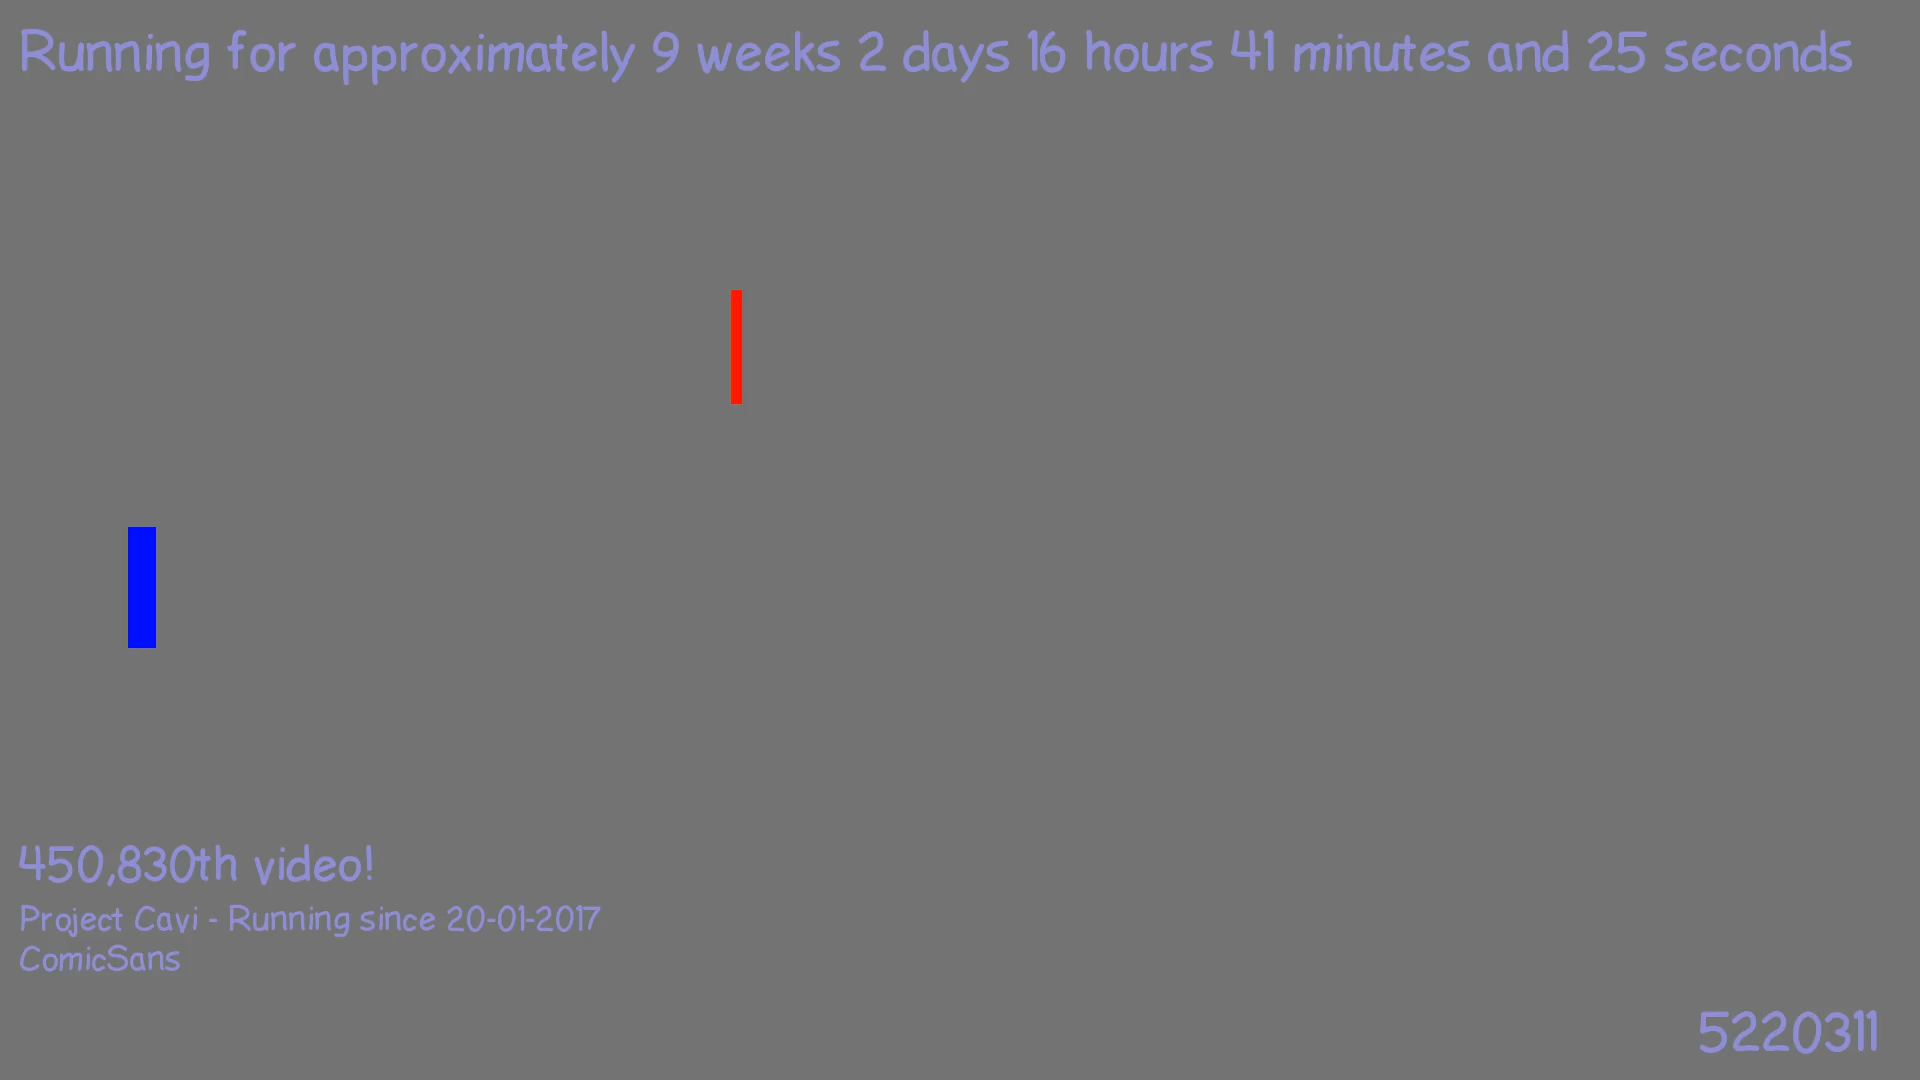 Running for approximately 9 weeks 2 days 16 hours 41 minutes and 25 seconds
450,830th video!
Project Cavi - Running since 20-01-2017
ComicSans
5220311